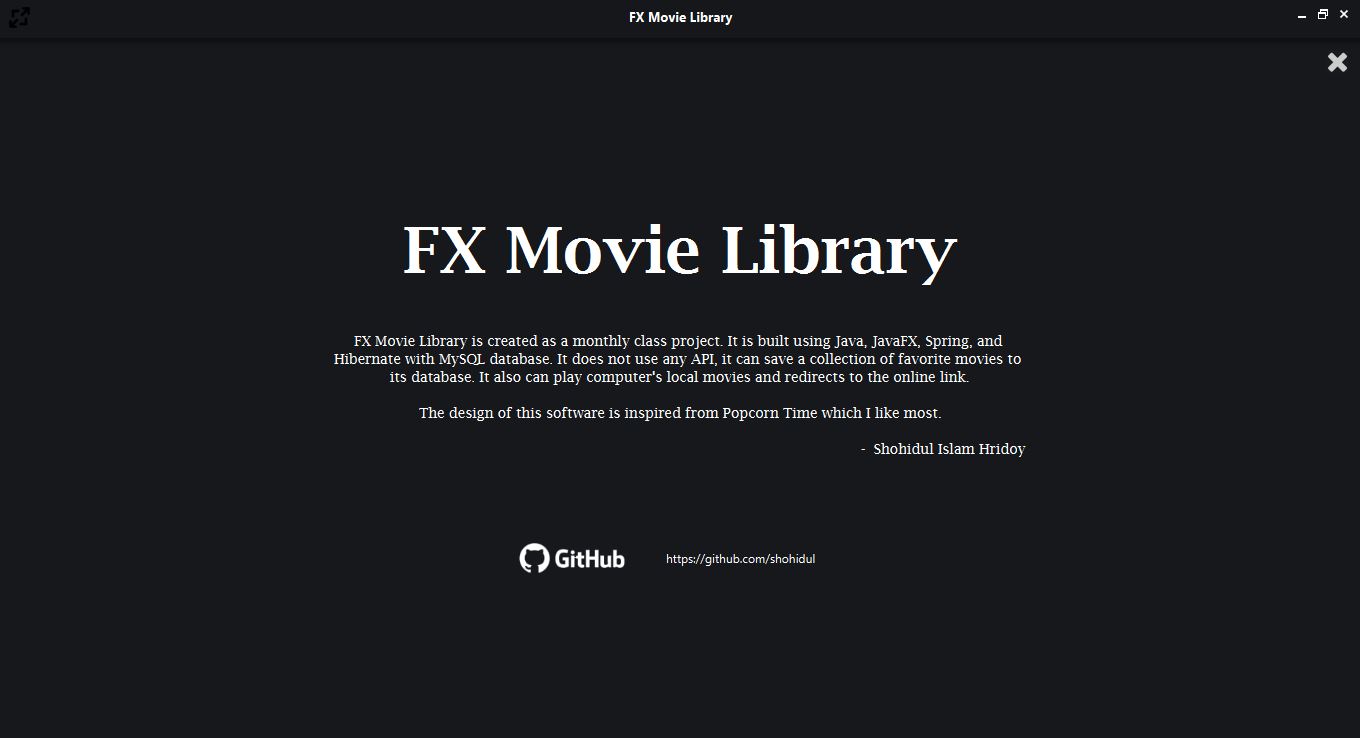 FX Movie Library
FX Movie Library
FX Movie Library is created as a monthly class project. It is built using Java, JavaFX, Spring, and
Hibernate with MySQL database. It does not use any API, it can save a collection of favorite movies to
its database. It also can play computer's local movies and redirects to the online link.
The design of this software is inspired from Popcorn Time which I like most.
- Shohidul Islam Hridoy
GitHub
https://github.com/shohidul